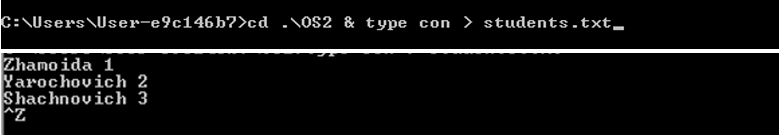 C:\Users\User-e9c146b7>cd .\OS2 & type con > students.txt_
Zhamoida 1
Yarochovich 2
Shachnovich 3
^Z